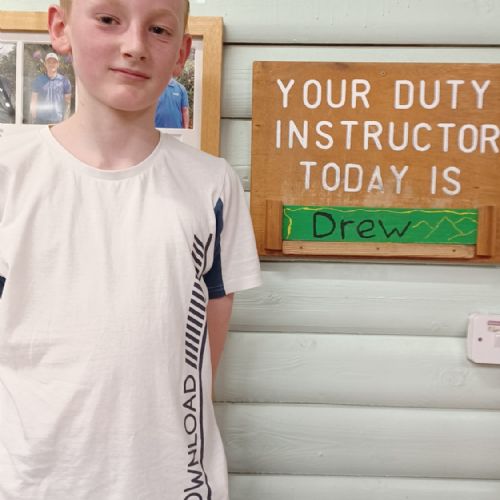 YOUR DUTY
INSTRUCTOR
TODAY IS
Drew
OWNLOAD